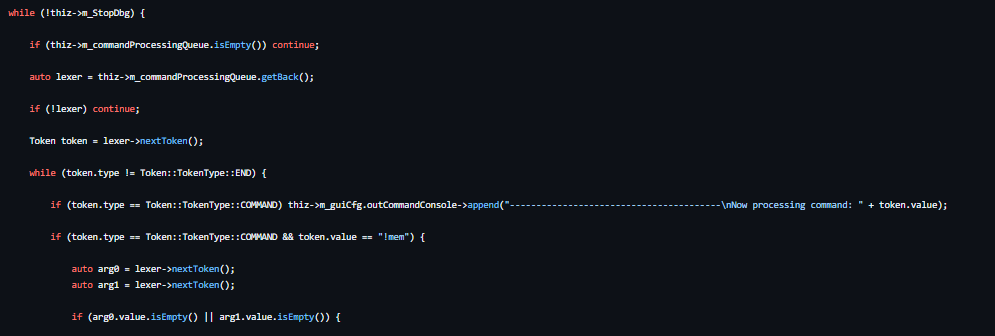 while (!thiz->m_StopDbg) {
if (thiz->m_commandProcessingQueue.isEmpty()) continue;
auto lexer = thiz->m_commandProcessingQueue.getBack();
if (!lexer) continue;
Token token = lexer->nextToken();
while (token.type != Token::TokenType::END) {
if (token.type == Token::TokenType::COMMAND) thiz->m_guiCfg.outCommandConsole->append("----------------------------------------\nNow processing command: " + token.value);
if (token.type == Token::TokenType::COMMAND && token.value == "!mem") {
auto arg0 = lexer->nextToken();
auto arg1 = lexer->nextToken();
if (arg0.value.isEmpty() || arg1.value.isEmpty()) {